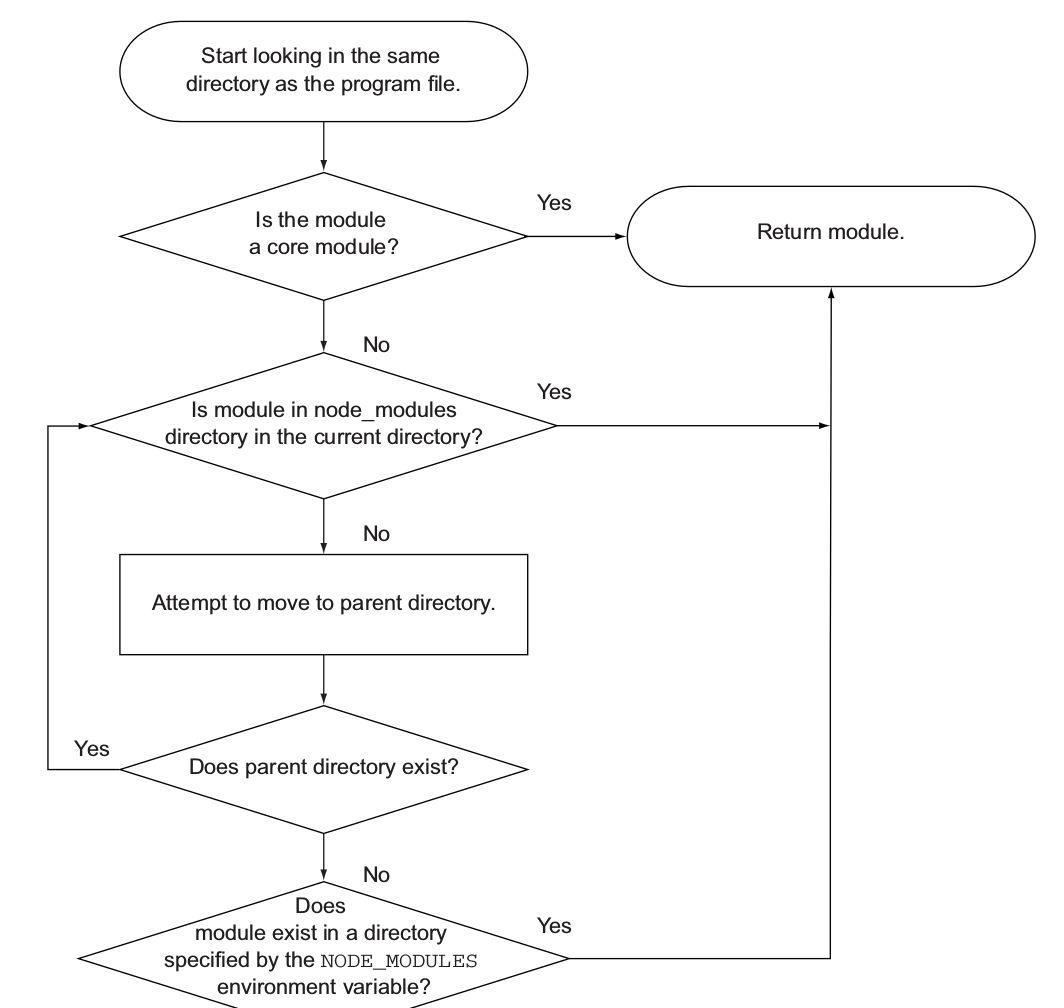 Start looking in the same
directory as the program file.
Is the module
a core module?
Yes
Return module.
No
Is module in node_modules
directory in the current directory?
Yes
No
Attempt to move to parent directory.
Does parent directory exist?
Yes
No
Does
module exist in a directory
specified by the NODE_MODULES
environment variable?
Yes